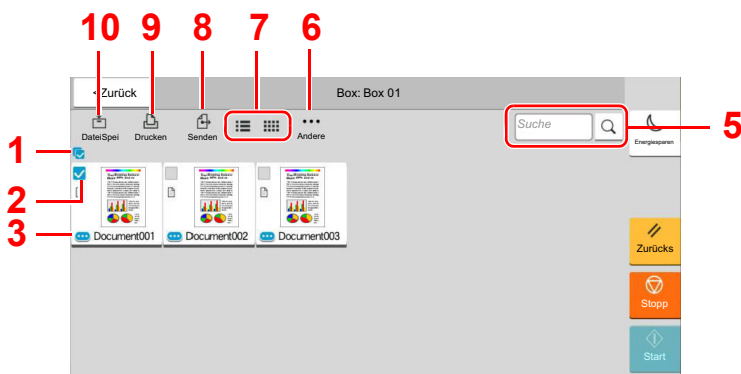 10 9 8 7 6
< Zurück
Box: Box 01
DateiSpei Drucken Senden Andere
Suche
Energiesparen
5
1
2
3
Document001 Document002 Document003
Zurücks
Stopp
Start